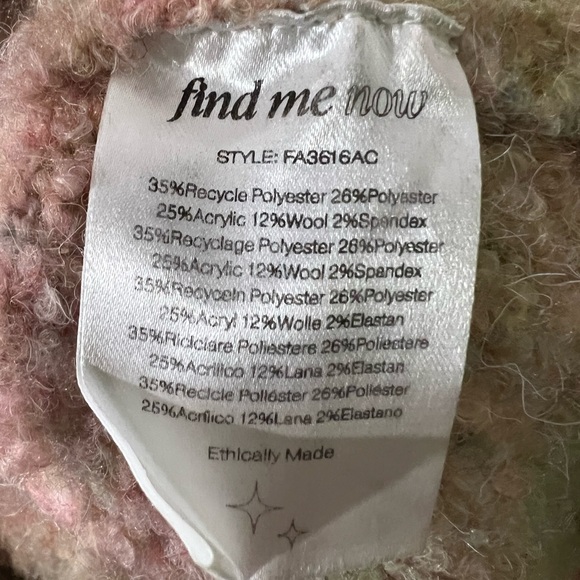 find me now
STYLE: FA3616AC
35%Recycle Polyester 26%Polyester
25%Acrylic 12%Wool 2%Spandex
35%Recyclage Polyester 26%Polyester
25%Acrylic 12%Wool 2%Spandex
35%Recyceln Polyester 26%Polyester
25%Acryl 12%Wolle 2%Elastan
35%Riciclare Poliestere 26%Poliestere
25%Acrilico 12%Lana 2%Elastan
35%Recicle Poliéster 26%Poliéster
25%Acrílico 12%Lana 2%Elastano
Ethically Made